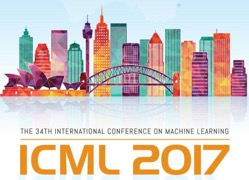 THE 34TH INTERNATIONAL CONFERENCE ON MACHINE LEARNING
ICML 2017